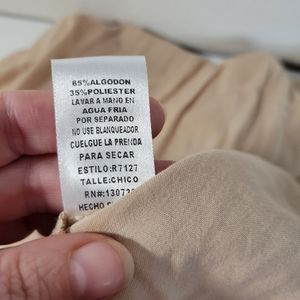 65%ALGODON
35%POLIESTER
LAVAR A MANO EN
AGUA FRIA
POR SEPARADO
NO USE BLANQUEADOR
CUELGUE LA PRENDA
PARA SECAR
ESTILO:R7127
TALLE:CHICO
RN#:
HECHO